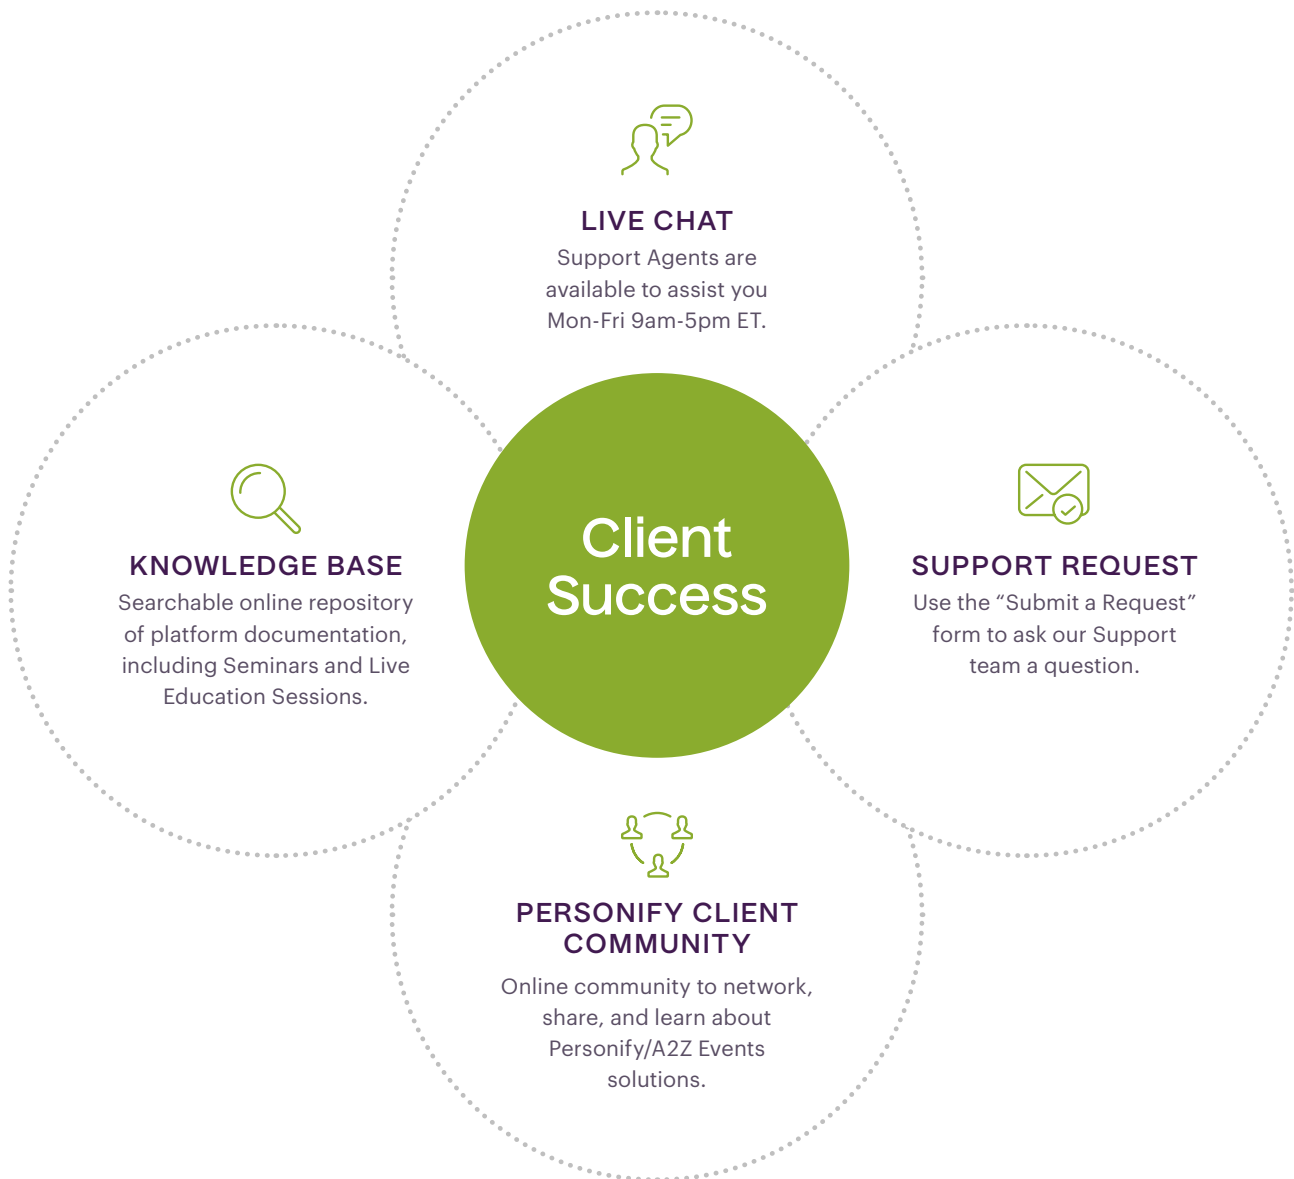 LIVE CHAT
Support Agents are
available to assist you
Mon-Fri 9am-5pm ET.
KNOWLEDGE BASE
Searchable online repository
of platform documentation,
including Seminars and Live
Education Sessions.
Client
Success
SUPPORT REQUEST
Use the “Submit a Request”
form to ask our Support
team a question.
PERSONIFY CLIENT
COMMUNITY
Online community to network,
share, and learn about
Personify/A2Z Events
solutions.